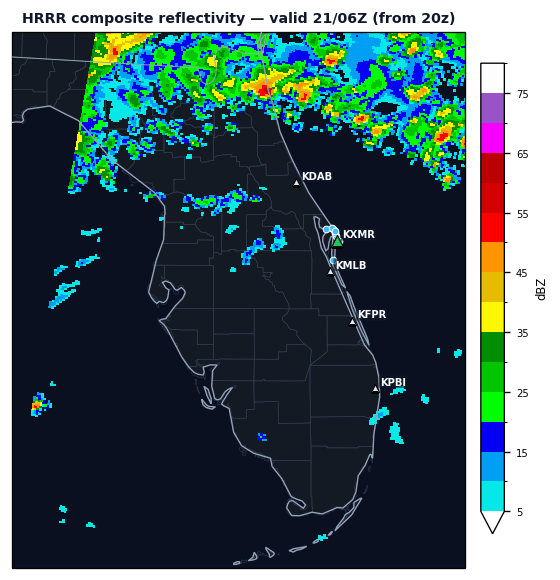 HRRR composite reflectivity — valid 21/06Z (from 20z)
KDAB
KXMR
KMLB
KFPR
KPBI
75
65
55
45
35
25
15
5
dBZ